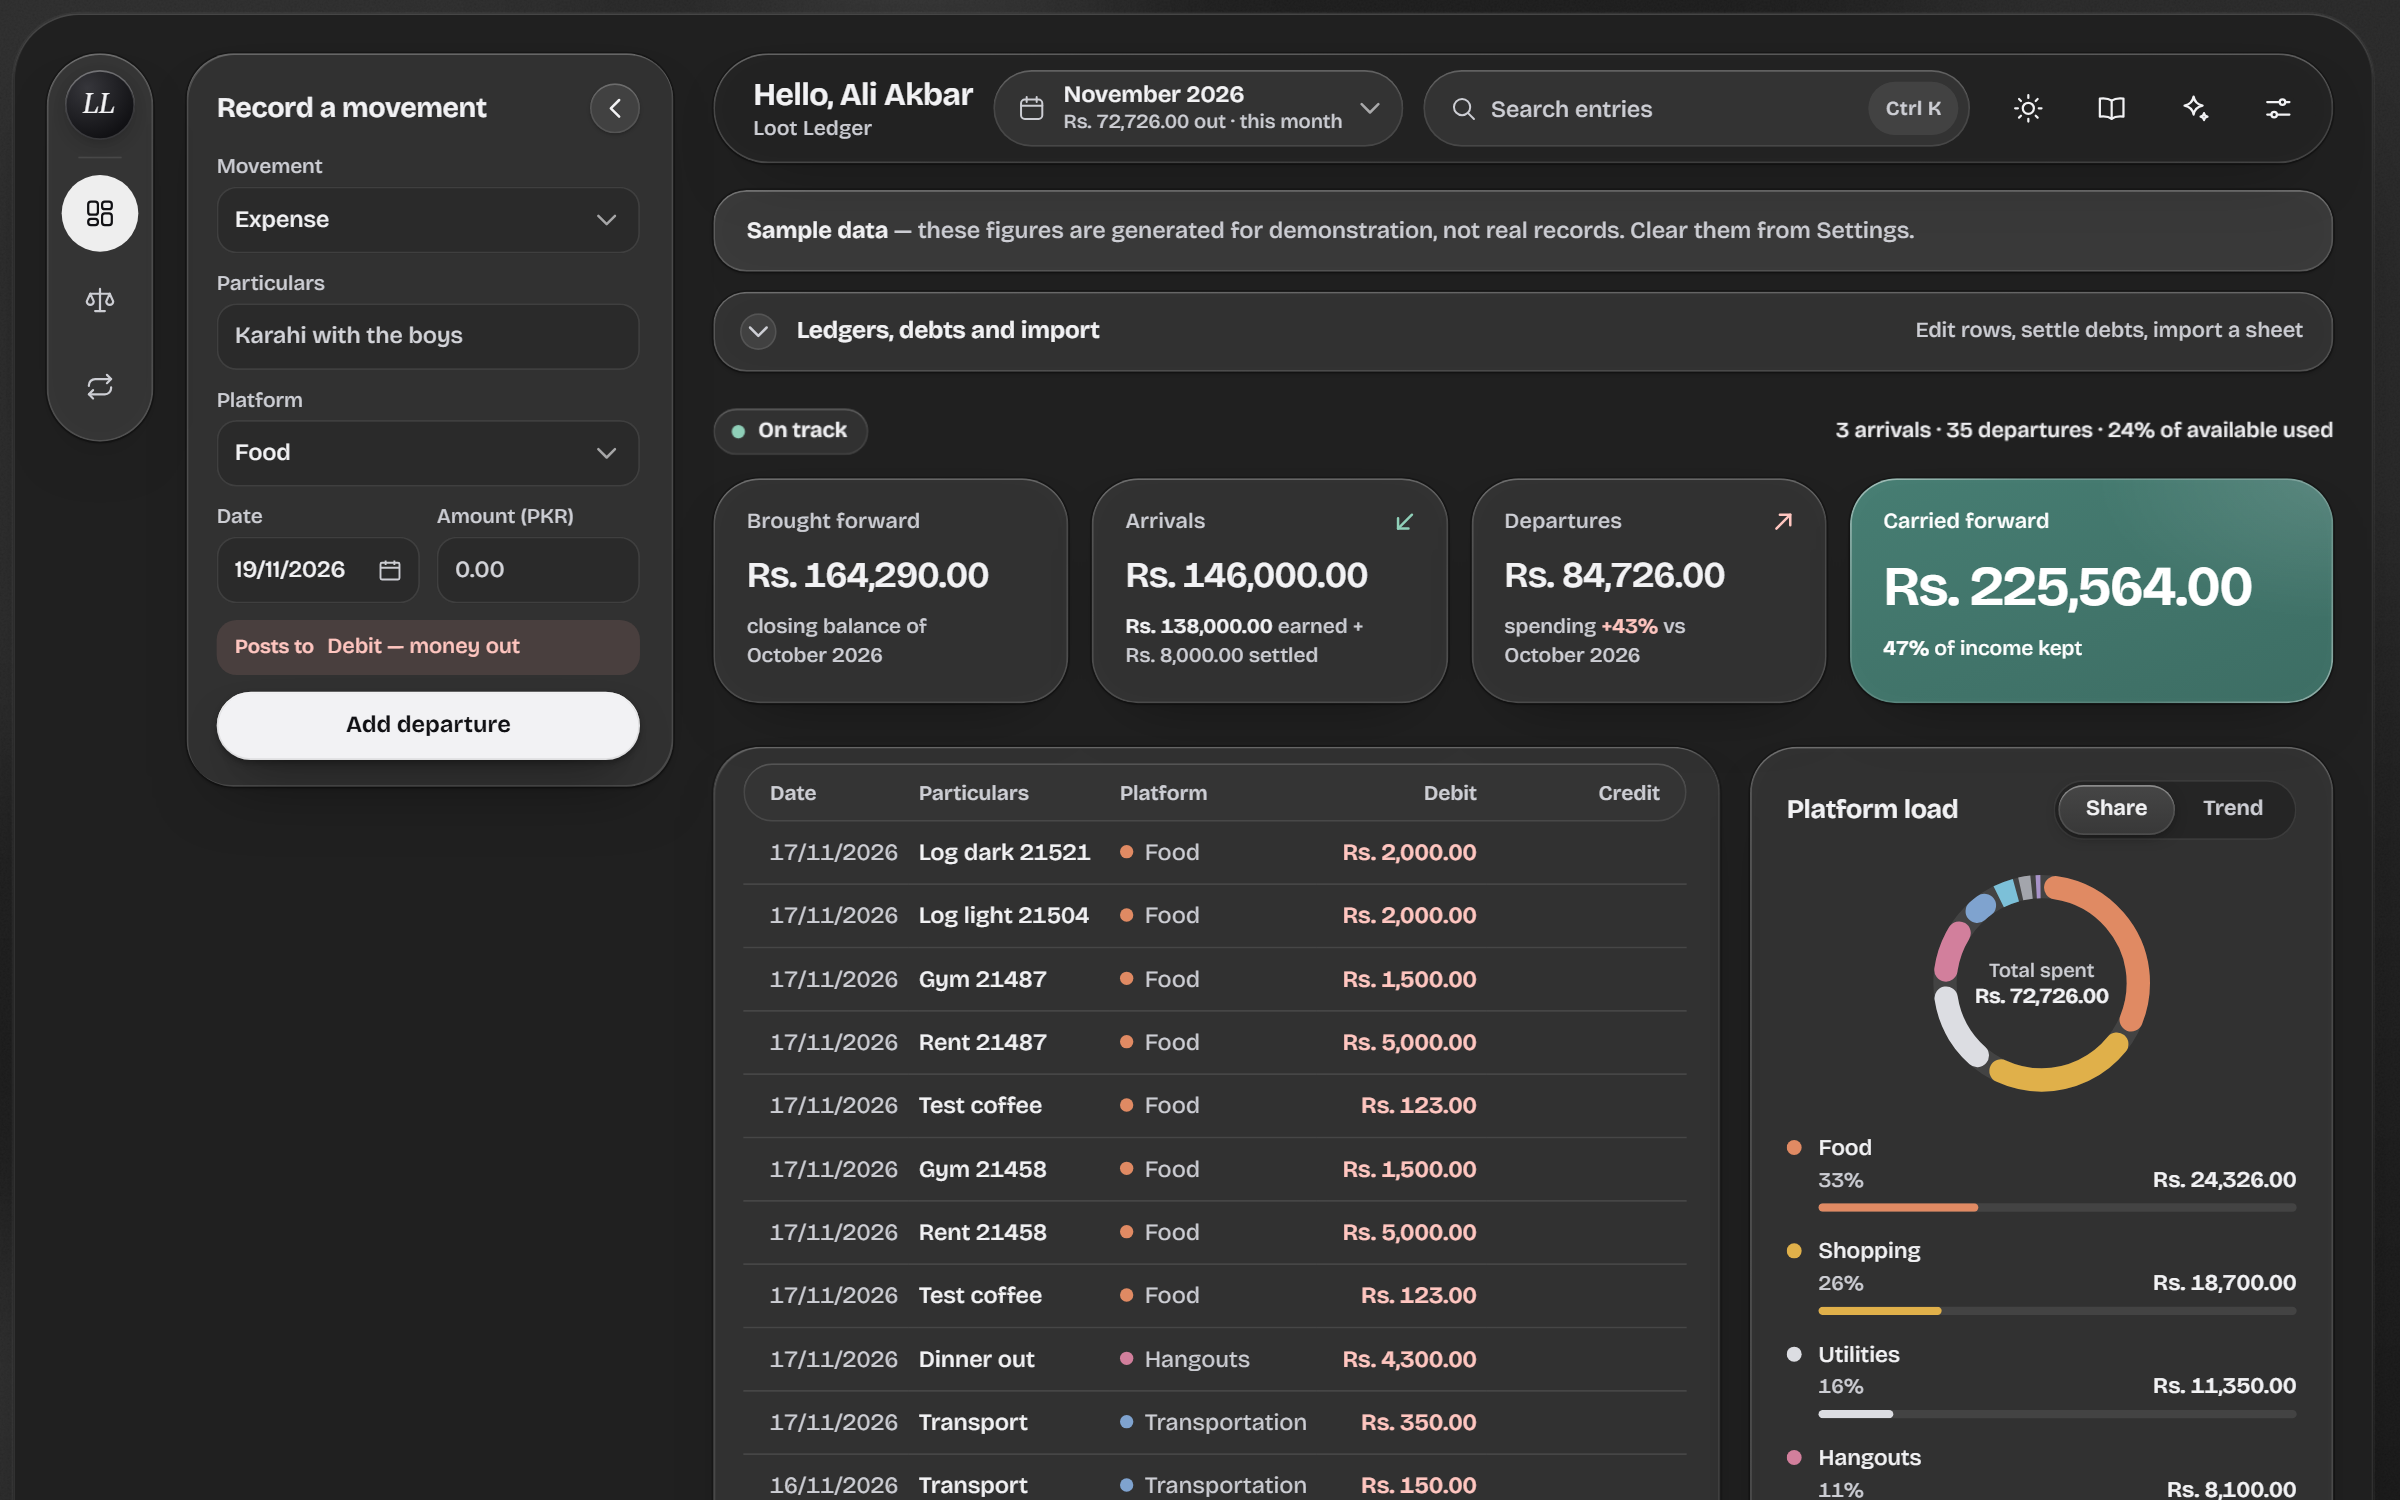 LL
Record a movement
Movement
Expense
Particulars
Karahi with the boys
Platform
Food
Date Amount (PKR)
19/11/2026 0.00
Posts to Debit — money out
Add departure
Hello, Ali Akbar
Loot Ledger
November 2026
Rs. 72,726.00 out · this month
Search entries Ctrl K
Sample data — these figures are generated for demonstration, not real records. Clear them from Settings.
Ledgers, debts and import Edit rows, settle debts, import a sheet
On track 3 arrivals · 35 departures · 24% of available used
Brought forward
Rs. 164,290.00
closing balance of
October 2026
Arrivals
Rs. 146,000.00
Rs. 138,000.00 earned +
Rs. 8,000.00 settled
Departures
Rs. 84,726.00
spending +43% vs
October 2026
Carried forward
Rs. 225,564.00
47% of income kept
Date Particulars Platform Debit Credit
17/11/2026 Log dark 21521 Food Rs. 2,000.00
17/11/2026 Log light 21504 Food Rs. 2,000.00
17/11/2026 Gym 21487 Food Rs. 1,500.00
17/11/2026 Rent 21487 Food Rs. 5,000.00
17/11/2026 Test coffee Food Rs. 123.00
17/11/2026 Gym 21458 Food Rs. 1,500.00
17/11/2026 Rent 21458 Food Rs. 5,000.00
17/11/2026 Test coffee Food Rs. 123.00
17/11/2026 Dinner out Hangouts Rs. 4,300.00
17/11/2026 Transport Transportation Rs. 350.00
16/11/2026 Transport Transportation Rs. 150.00
Platform load Share Trend
Total spent
Rs. 72,726.00
Food
33% Rs. 24,326.00
Shopping
26% Rs. 18,700.00
Utilities
16% Rs. 11,350.00
Hangouts
11% Rs. 8,100.00